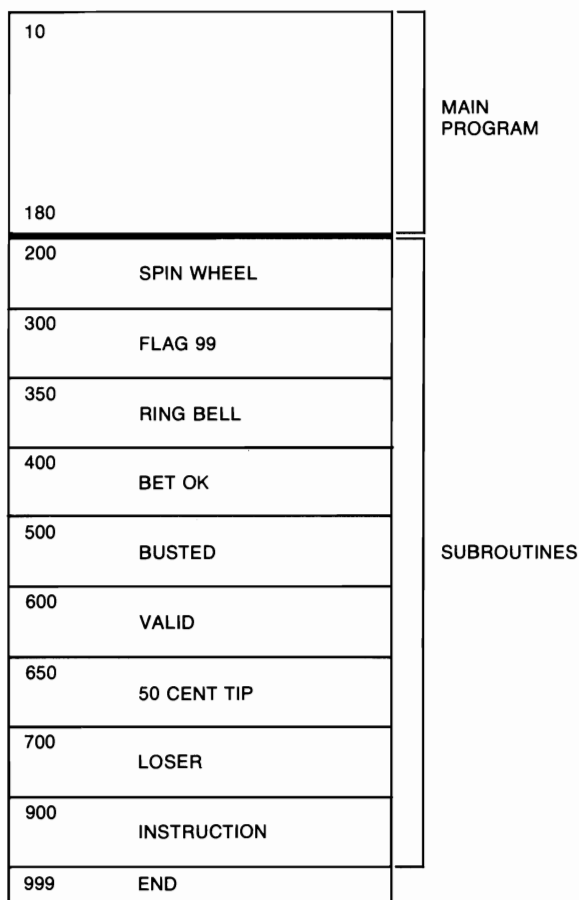 10
MAIN
PROGRAM
180
200
SPIN WHEEL
300
FLAG 99
350
RING BELL
400
BET OK
500
BUSTED
SUBROUTINES
600
VALID
650
50 CENT TIP
700
LOSER
900
INSTRUCTION
999 END